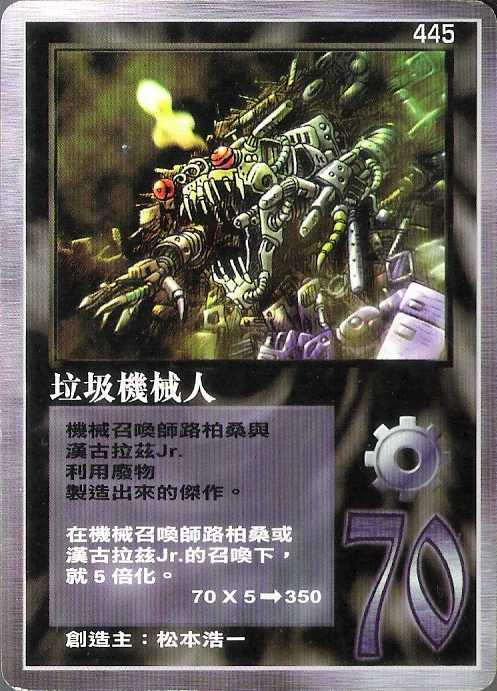 445
垃圾機械人
機械召喚師路柏桑與
漢古拉茲Jr.
利用廢物
製造出來的傑作。
在機械召喚師路柏桑或
漢古拉茲Jr.的召喚下，
就5倍化。
70 X 5➡350
70
創造主：松本浩一